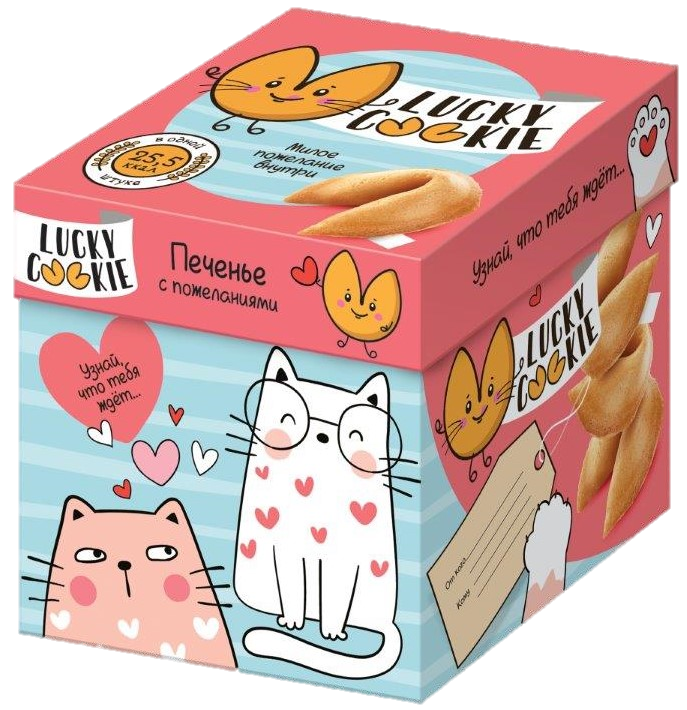 LUCKY
COOKIE
в одной
25,5
ккал
штуке
Милое
пожелание
внутри
LUCKY
COOKIE
Печенье
с пожеланиями
Узнай, что тебя ждёт...
Узнай,
что тебя
ждёт...
LUCKY
COOKIE
От кого
Кому